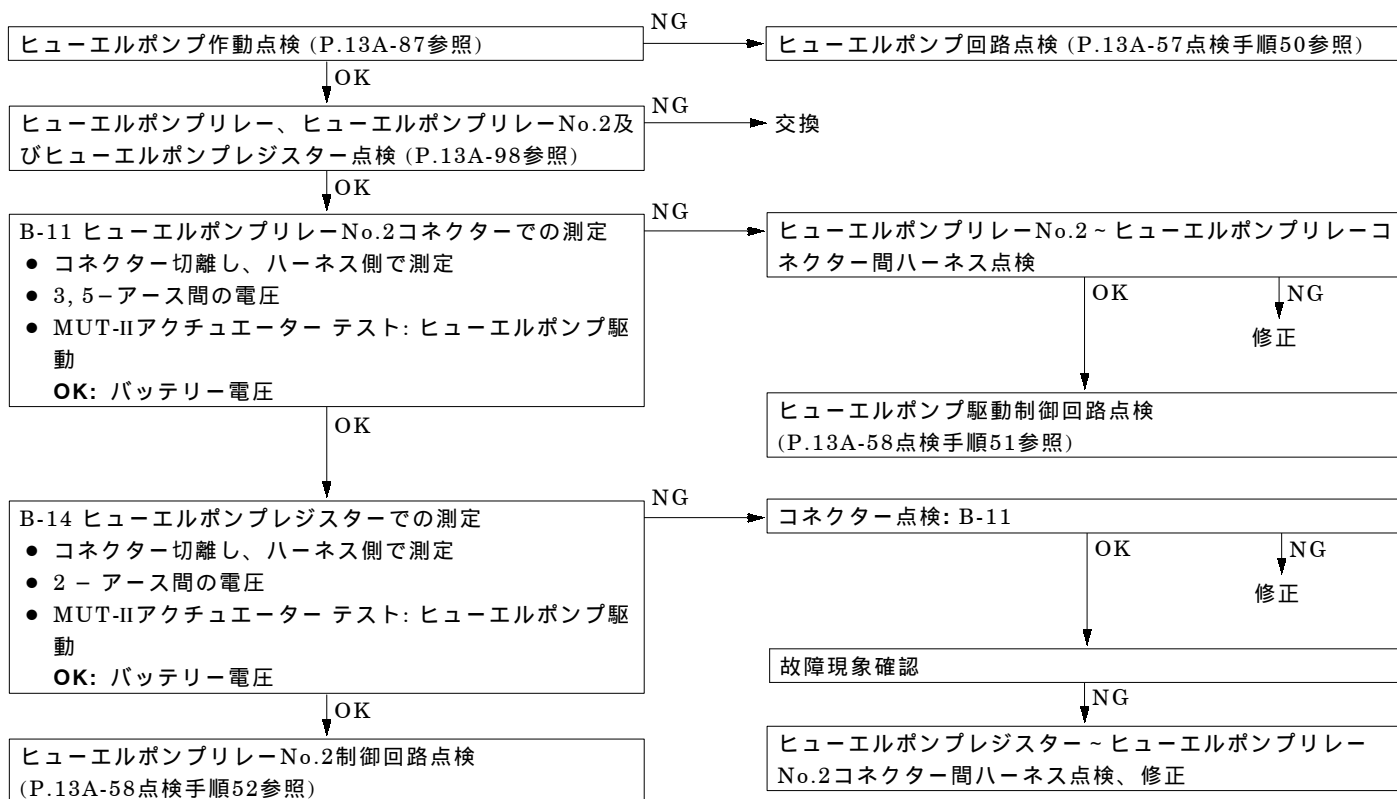 ヒューエルポンプ作動点検 (P.13A-87参照)
NG
ヒューエルポンプ回路点検 (P.13A-57点検手順50参照)
OK
ヒューエルポンプリレー、ヒューエルポンプリレーNo.2及
びヒューエルポンプレジスター点検 (P.13A-98参照)
NG
交換
OK
B-11 ヒューエルポンプリレーNo.2コネクターでの測定
● コネクター切離し、ハーネス側で測定
● 3, 5−アース間の電圧
● MUT-IIアクチュエーター テスト: ヒューエルポンプ駆
動
OK: バッテリー電圧
NG
ヒューエルポンプリレーNo.2 ~ ヒューエルポンプリレーコ
ネクター間ハーネス点検
OK
NG
修正
ヒューエルポンプ駆動制御回路点検
(P.13A-58点検手順51参照)
OK
B-14 ヒューエルポンプレジスターでの測定
● コネクター切離し、ハーネス側で測定
● 2 − アース間の電圧
● MUT-IIアクチュエーター テスト: ヒューエルポンプ駆
動
OK: バッテリー電圧
NG
コネクター点検: B-11
OK
NG
修正
故障現象確認
NG
ヒューエルポンプレジスター ~ ヒューエルポンプリレー
No.2コネクター間ハーネス点検、修正
OK
ヒューエルポンプリレーNo.2制御回路点検
(P.13A-58点検手順52参照)